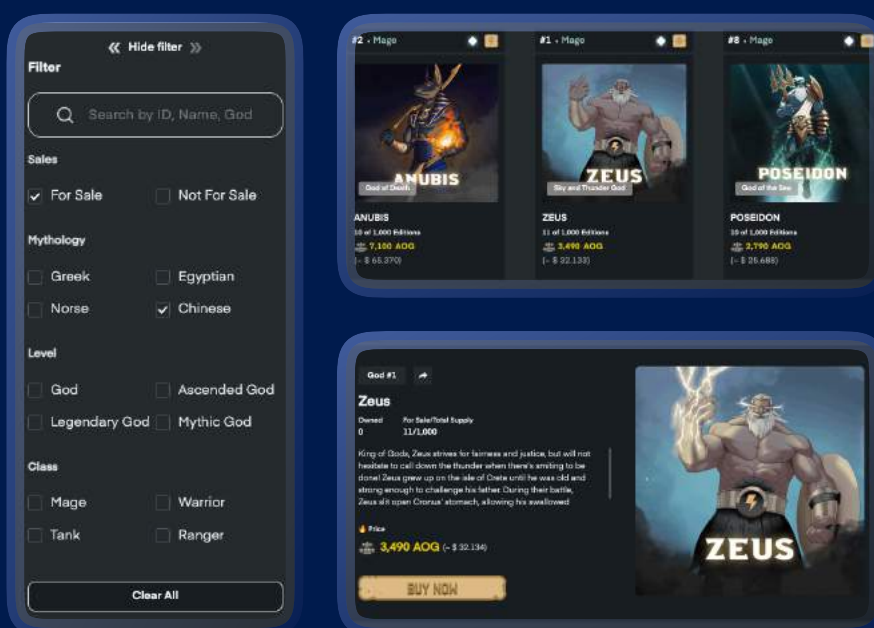 Hide filter
Filter
Search by ID, Name, God
Sales
For Sale
Not For Sale
Mythology
Greek
Egyptian
Norse
Chinese
Level
God
Ascended God
Legendary God
Mythic God
Class
Mage
Warrior
Tank
Ranger
Clear All
#2 • Mage
ANUBIS
God of Death
ANUBIS
10 of 1,000 Editions
7,100 AOG
(~ $ 65.370)
#1 • Mage
ZEUS
Sky and Thunder God
ZEUS
11 of 1,000 Editions
3,490 AOG
(~ $ 32.133)
#8 • Mage
POSEIDON
God of the Sea
POSEIDON
10 of 1,000 Editions
2,790 AOG
(~ $ 25.688)
God #1
Zeus
Owned
For Sale/Total Supply
0
11/1,000
King of Gods, Zeus strives for fairness and justice, but will not
hesitate to call down the thunder when there's smiting to be
done! Zeus grew up on the isle of Crete until he was old and
strong enough to challenge his father. During their battle,
Zeus slit open Cronus' stomach, allowing his swallowed
Price
3,490 AOG (~ $ 32.134)
BUY NOW
ZEUS